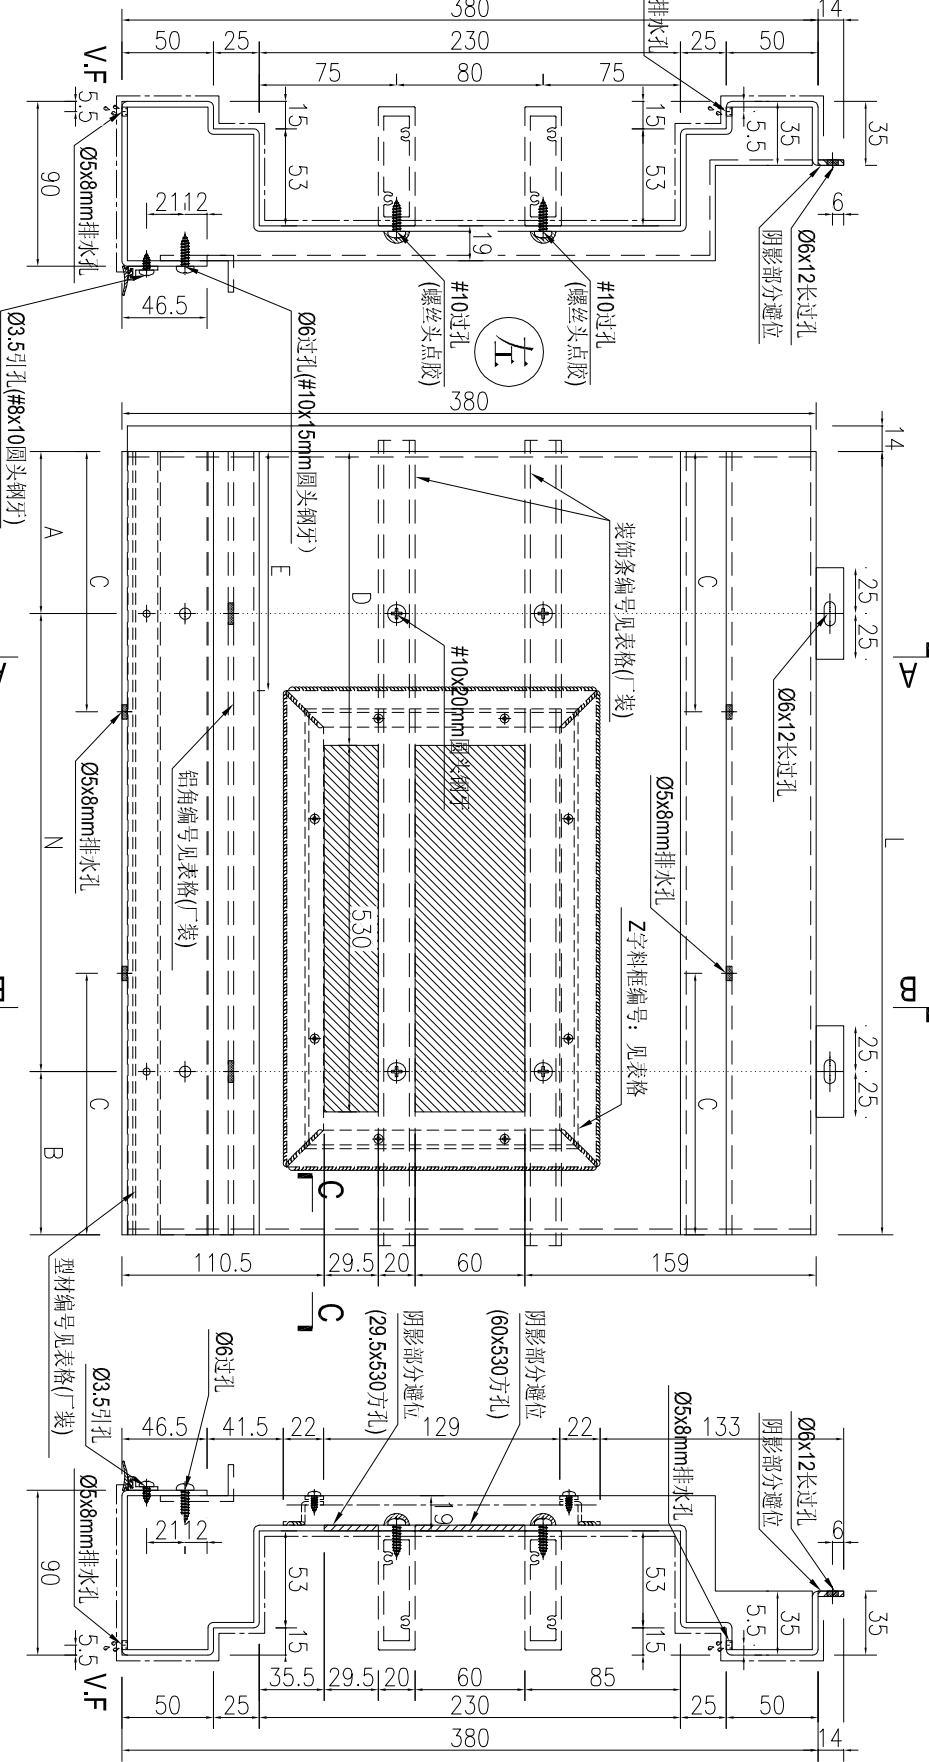 380
14
50
25
230
25
50
75
80
75
V.F
5.5
15
53
15
53
5.5
35
35
6
排水孔
Ø5x8mm排水孔
90
21
12
46.5
19
#10过孔
(螺丝头点胶)
#10过孔
(螺丝头点胶)
Ø6x12长过孔
阴影部分避位
Ø6过孔(#10x15mm圆头钢牙)
Ø3.5引孔(#8x10圆头钢牙)
左
380
14
A
C
E
D
C
装饰条编号见表格(厂装)
25
25
A
A
#10x20mm圆头钢牙
Ø6x12长过孔
Ø5x8mm排水孔
Ø5x8mm排水孔
铝角编号见表格(厂装)
N
L
530
Z字料框编号：见表格
B
B
25
25
C
C
B
C
C
110.5
29.5
20
60
159
型材编号见表格(厂装)
Ø3.5引孔
Ø6过孔
阴影部分避位
(29.5x530方孔)
阴影部分避位
(60x530方孔)
Ø5x8mm排水孔
Ø6x12长过孔
阴影部分避位
46.5
41.5
22
129
22
133
6
19
21
12
90
Ø5x8mm排水孔
53
15
53
15
5.5
35
35
5.5
V.F
35.5
29.5
20
60
85
50
25
230
25
50
380
14